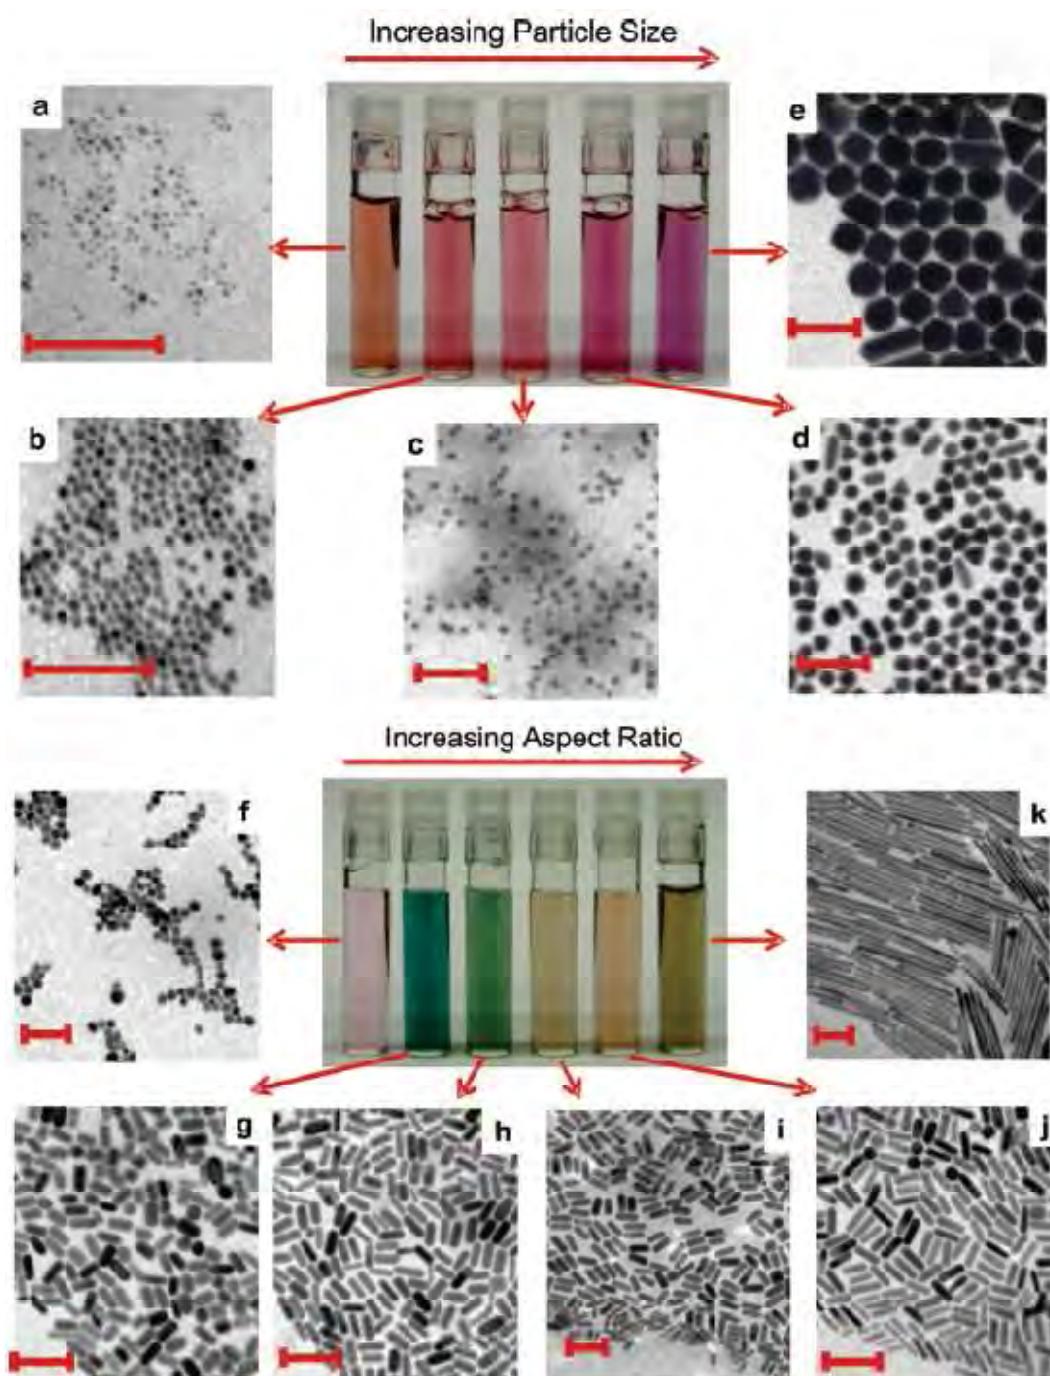 Increasing Particle Size
a
e
b
c
d
Increasing Aspect Ratio
f
k
g
h
i
j